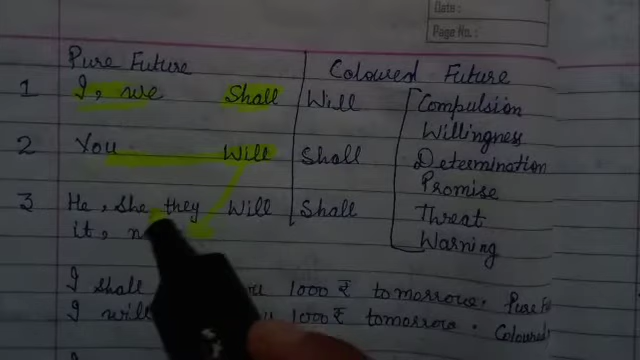 Date :
Page No. :
Pure Future Coloured Future
1 I, we Shall Will Compulsion
Willingness
2 You Will Shall Determination
Promise
3 He, she they Will Shall Threat
it, Warning
I shall 1000 ₹ tomorrow. Pure
I will 1000 ₹ tomorrow. Coloured